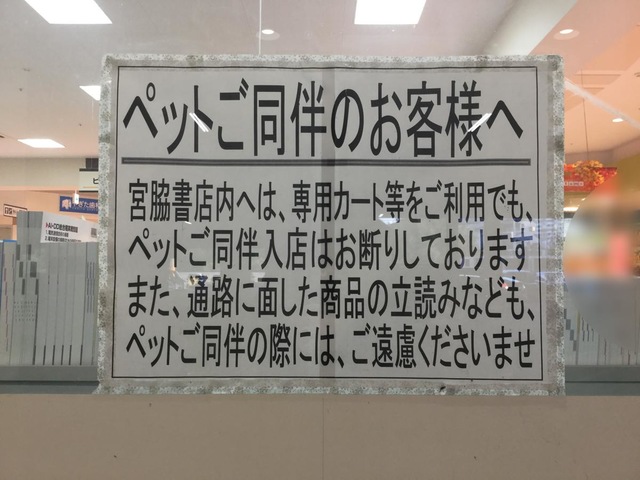 ペットご同伴のお客様へ
宮脇書店内へは、専用カート等をご利用でも、
ペットご同伴入店はお断りしております
また、通路に面した商品の立読みなども、
ペットご同伴の際には、ご遠慮くださいませ